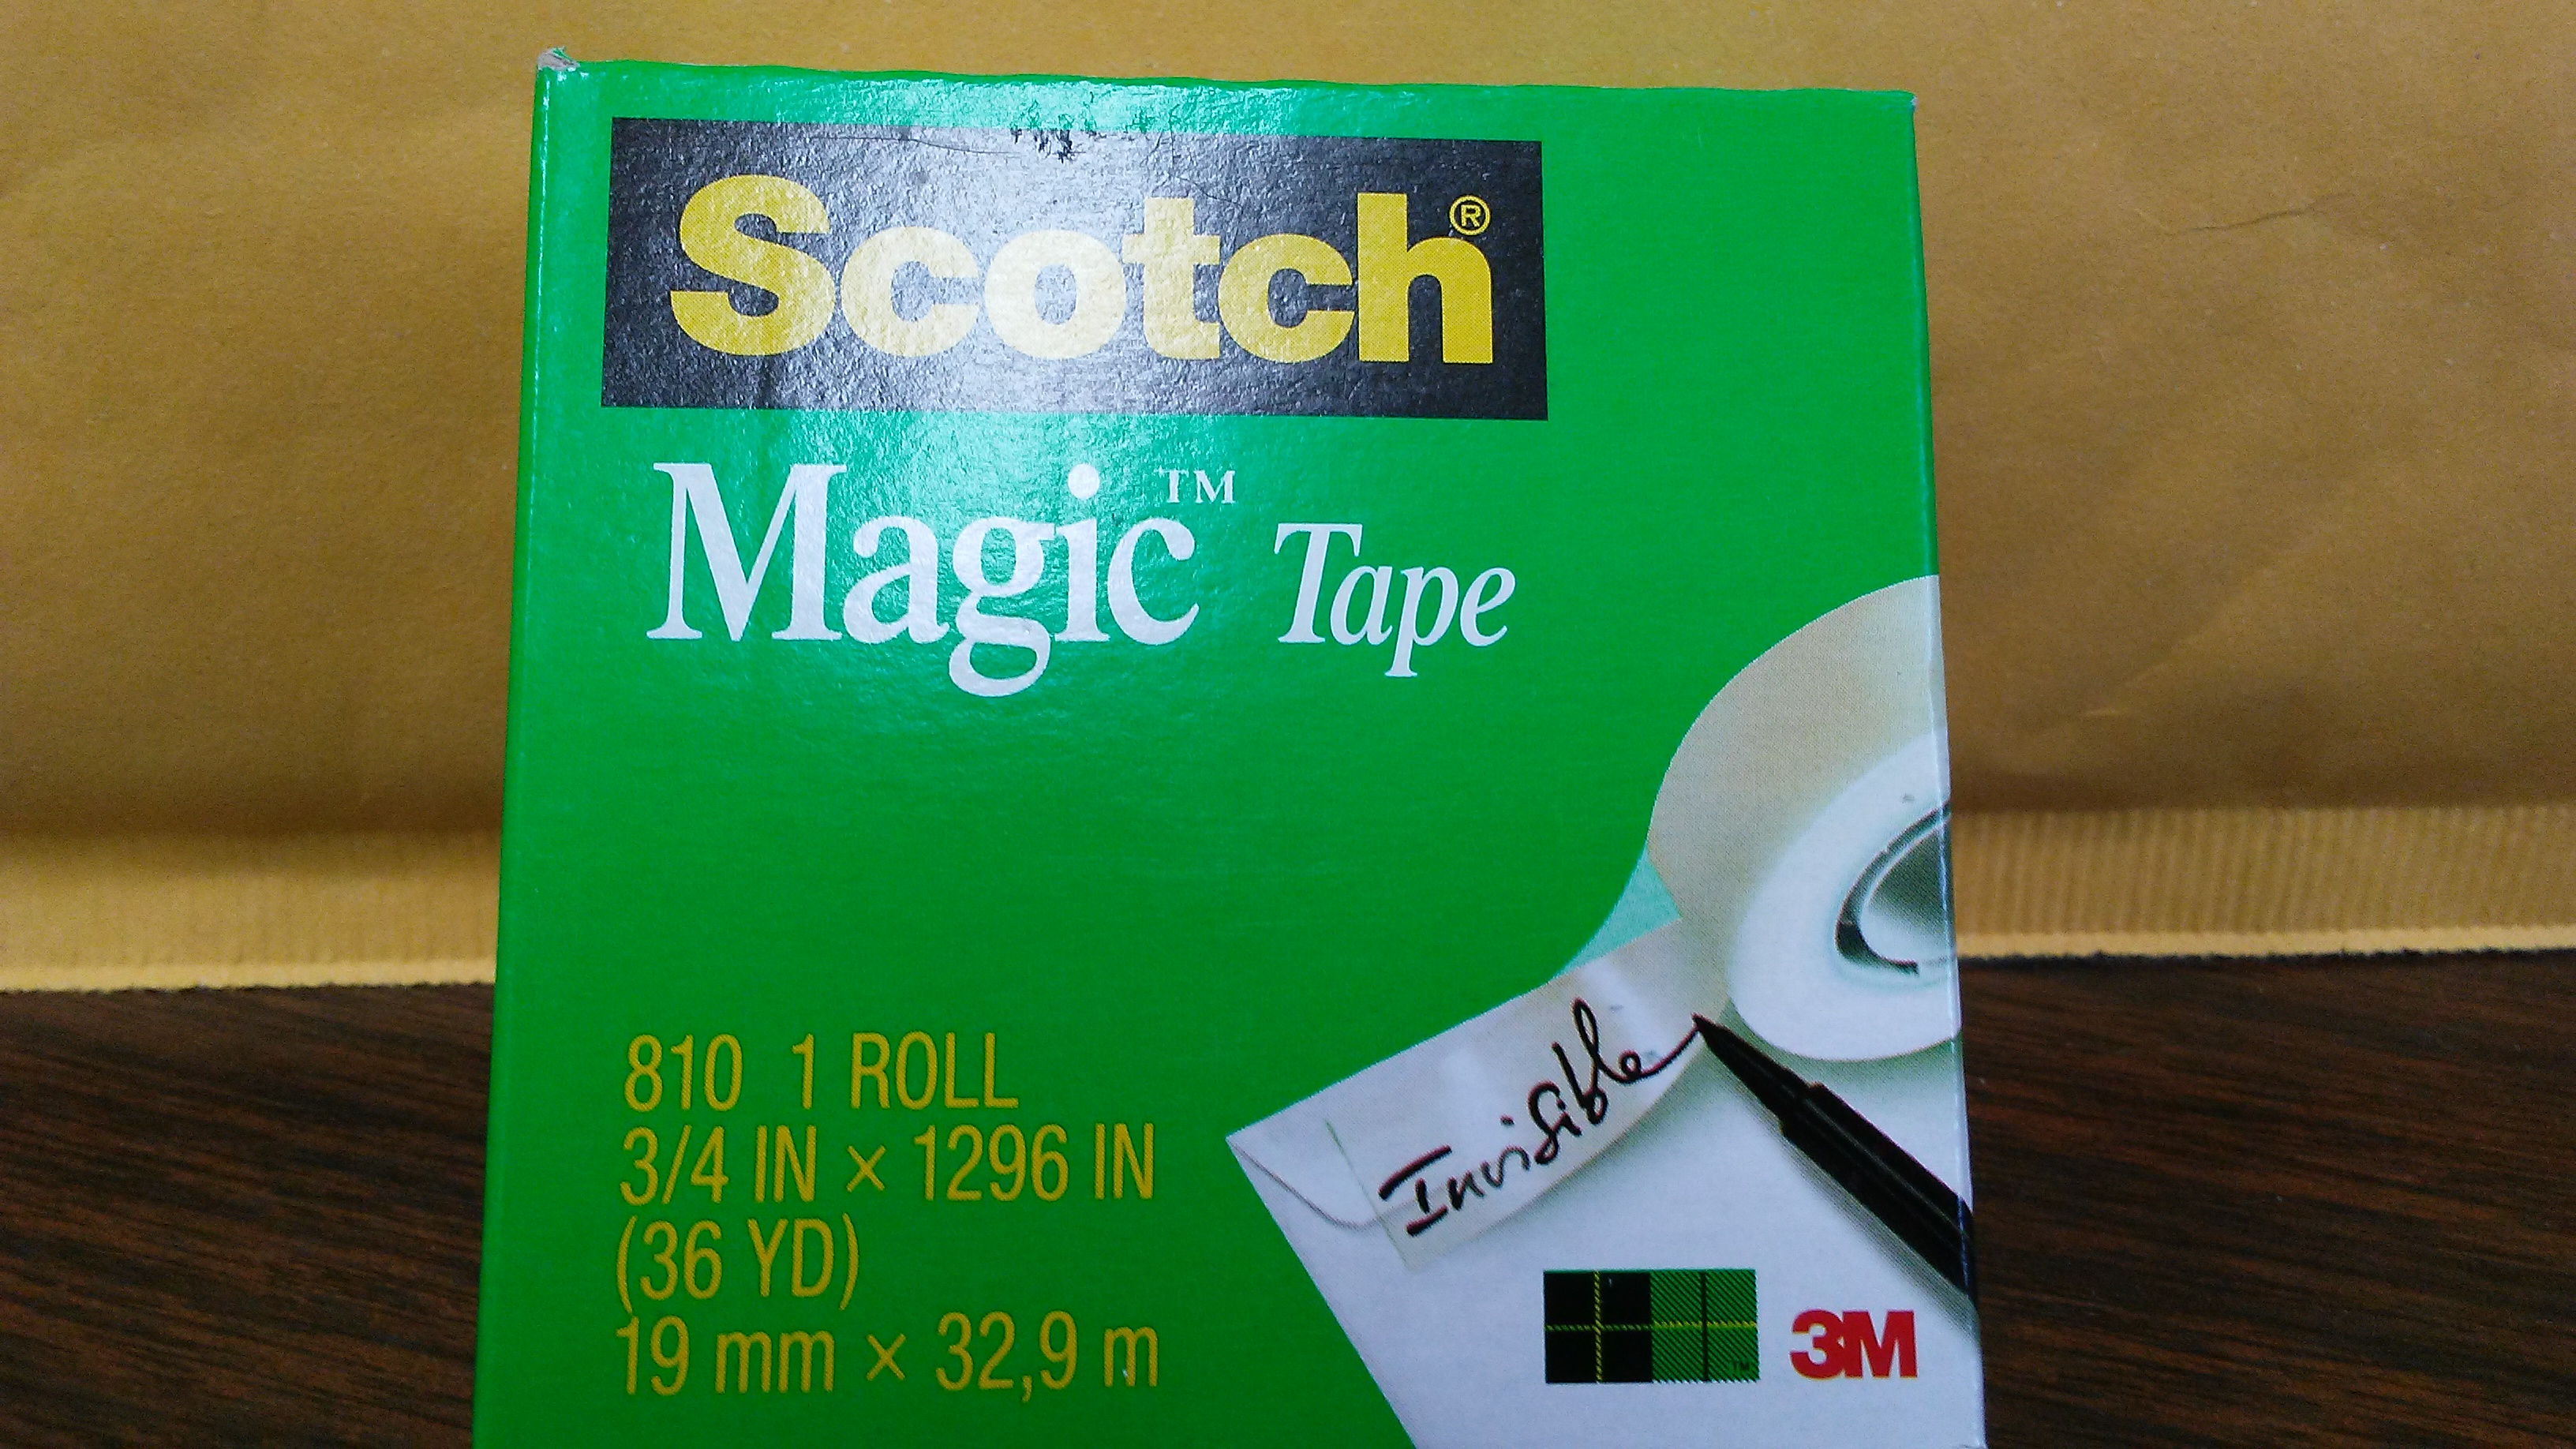 Scotch®
Magic™ Tape
810 1 ROLL
3/4 IN × 1296 IN
(36 YD)
19 mm × 32,9 m
Invisible
™
3M